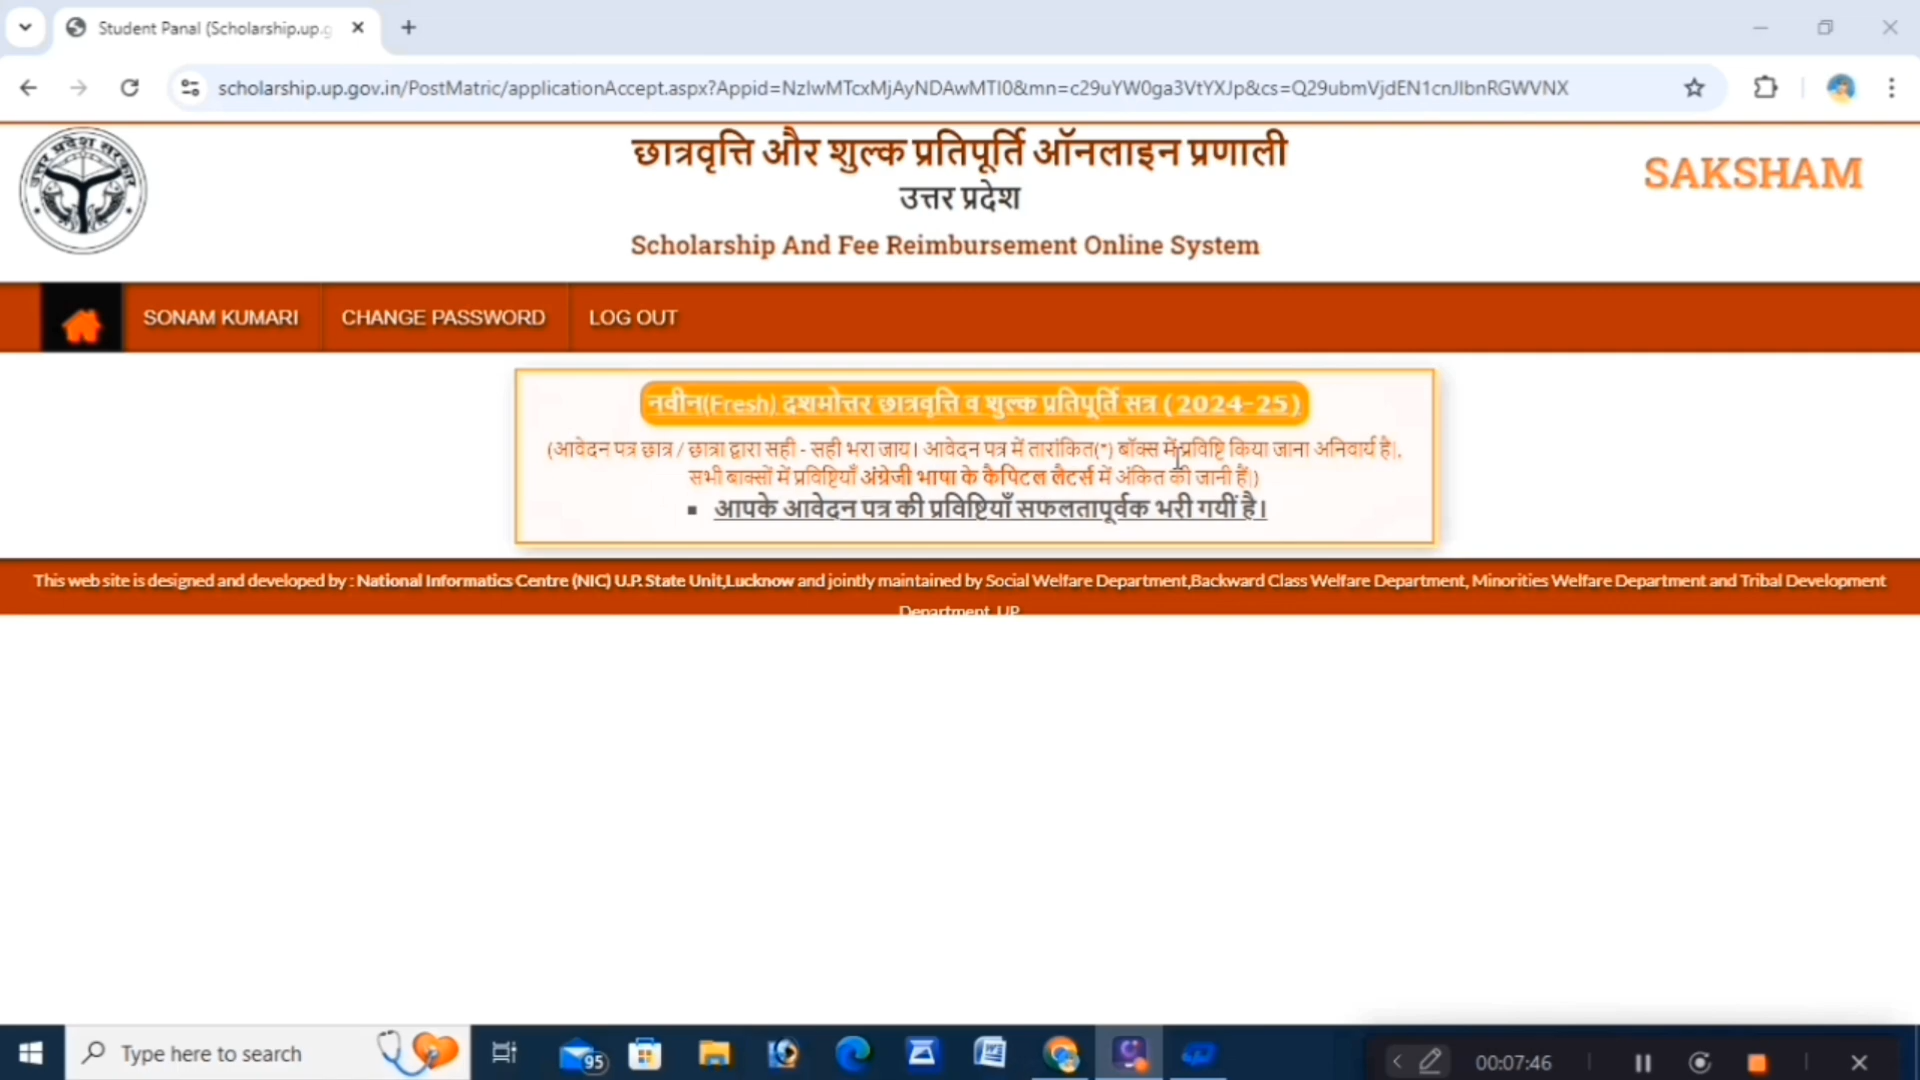 Student Panal (Scholarship.up.g
scholarship.up.gov.in/PostMatric/applicationAccept.aspx?Appid=NzIwMTcxMjAyNDAwMTI0&mn=c29uYW0ga3VtYXJp&cs=Q29ubmVjdEN1cnJlbnRGWVNX
उत्तर प्रदेश सरकार
छात्रवृत्ति और शुल्क प्रतिपूर्ति ऑनलाइन प्रणाली
उत्तर प्रदेश
Scholarship And Fee Reimbursement Online System
SAKSHAM
SONAM KUMARI CHANGE PASSWORD LOG OUT
नवीन(Fresh) दशमोत्तर छात्रवृत्ति व शुल्क प्रतिपूर्ति सत्र (2024-25)
(आवेदन पत्र छात्र / छात्रा द्वारा सही - सही भरा जाय। आवेदन पत्र में तारांकित(*) बॉक्स में प्रविष्टि किया जाना अनिवार्य है।,
सभी बाक्सों में प्रविष्टियाँ अंग्रेजी भाषा के कैपिटल लैटर्स में अंकित की जानी हैं।)
▪ आपके आवेदन पत्र की प्रविष्टियाँ सफलतापूर्वक भरी गयीं है।
This web site is designed and developed by : National Informatics Centre (NIC) U.P. State Unit,Lucknow and jointly maintained by Social Welfare Department,Backward Class Welfare Department, Minorities Welfare Department and Tribal Development
Department, UP
Type here to search
95
00:07:46